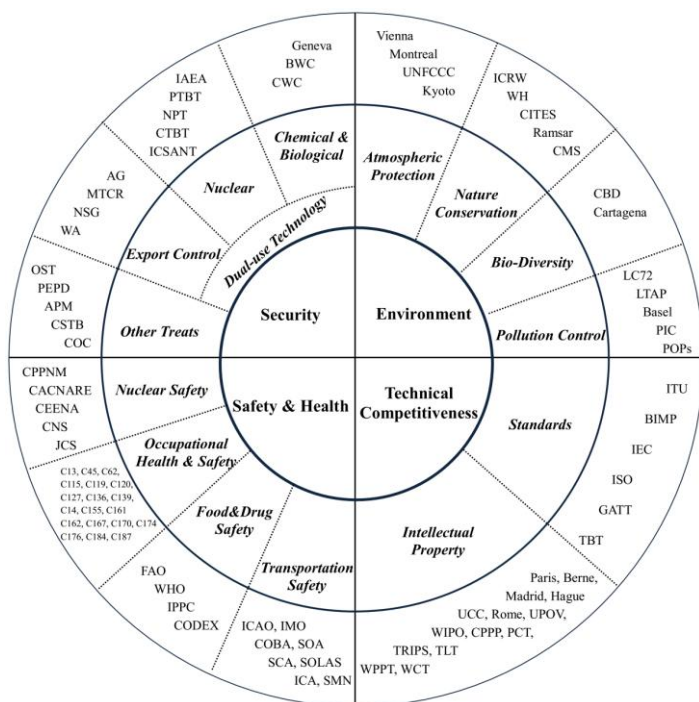 Geneva
BWC
CWC
Vienna
Montreal
UNFCCC
Kyoto
IAEA
PTBT
NPT
CTBT
ICSANT
ICRW
WH
CITES
Ramsar
CMS
Chemical &
Biological
Atmospheric
Protection
AG
MTCR
NSG
WA
Nuclear
Nature
Conservation
CBD
Cartagena
Export Control
Dual-use Technology
Bio-Diversity
OST
PEPD
APM
CSTB
COC
Other Treats
Security
Environment
Pollution Control
LC72
LTAP
Basel
PIC
POPs
CPPNM
CACNARE
CEENA
CNS
JCS
Nuclear Safety
Safety & Health
Technical
Competitiveness
Standards
ITU
BIMP
IEC
ISO
GATT
TBT
Occupational
Health & Safety
C13, C45, C62,
C115, C119, C120,
C127, C136, C139,
C14, C155, C161
C162, C167, C170, C174
C176, C184, C187
Food&Drug
Safety
Intellectual
Property
Transportation
Safety
FAO
WHO
IPPC
CODEX
ICAO, IMO
COBA, SOA
SCA, SOLAS
ICA, SMN
Paris, Berne,
Madrid, Hague
UCC, Rome, UPOV,
WIPO, CPPP, PCT,
TRIPS, TLT
WPPT, WCT